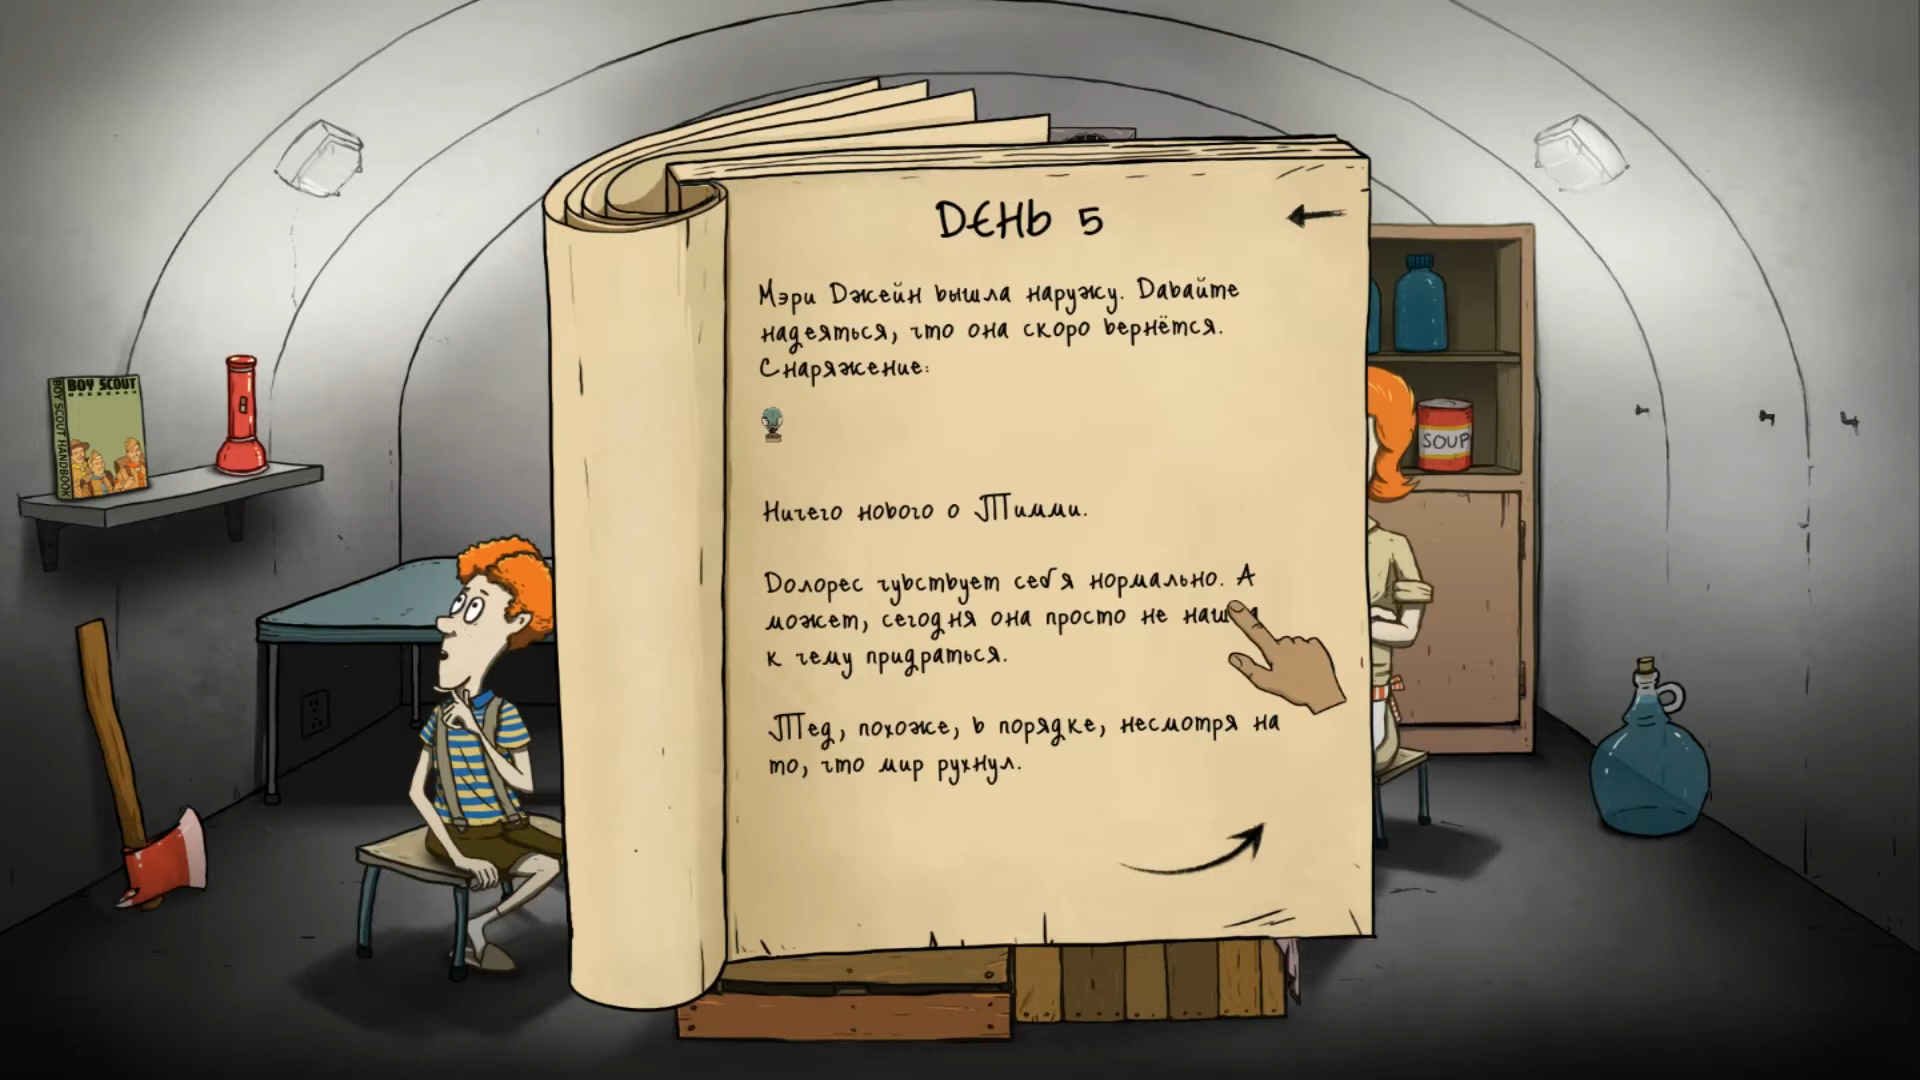 ДЕНЬ 5
Мэри Джейн вышла наружу. Давайте
надеяться, что она скоро вернётся.
Снаряжение:
Ничего нового о Тимми.
Долорес чувствует себя нормально. А
может, сегодня она просто не
к чему придраться.
Тед, похоже, в порядке, несмотря на
то, что мир рухнул.
BOY SCOUT
BOY SCOUT HANDBOOK
SOUP